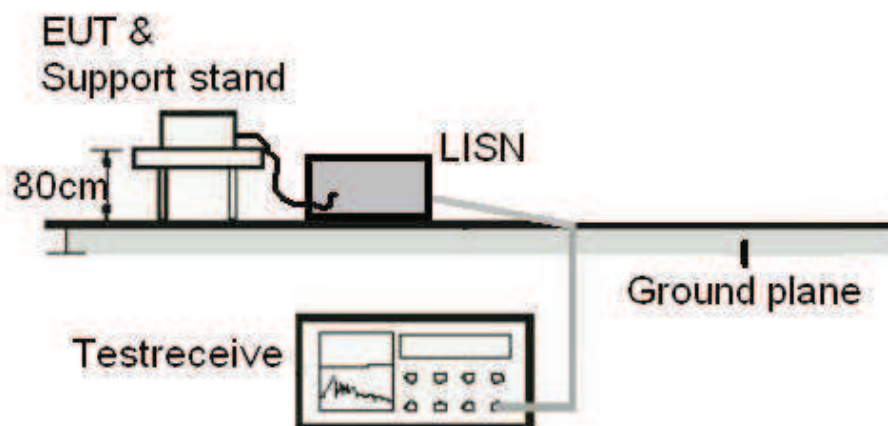 EUT &
Support stand
LISN
80cm
Ground plane
Testreceive